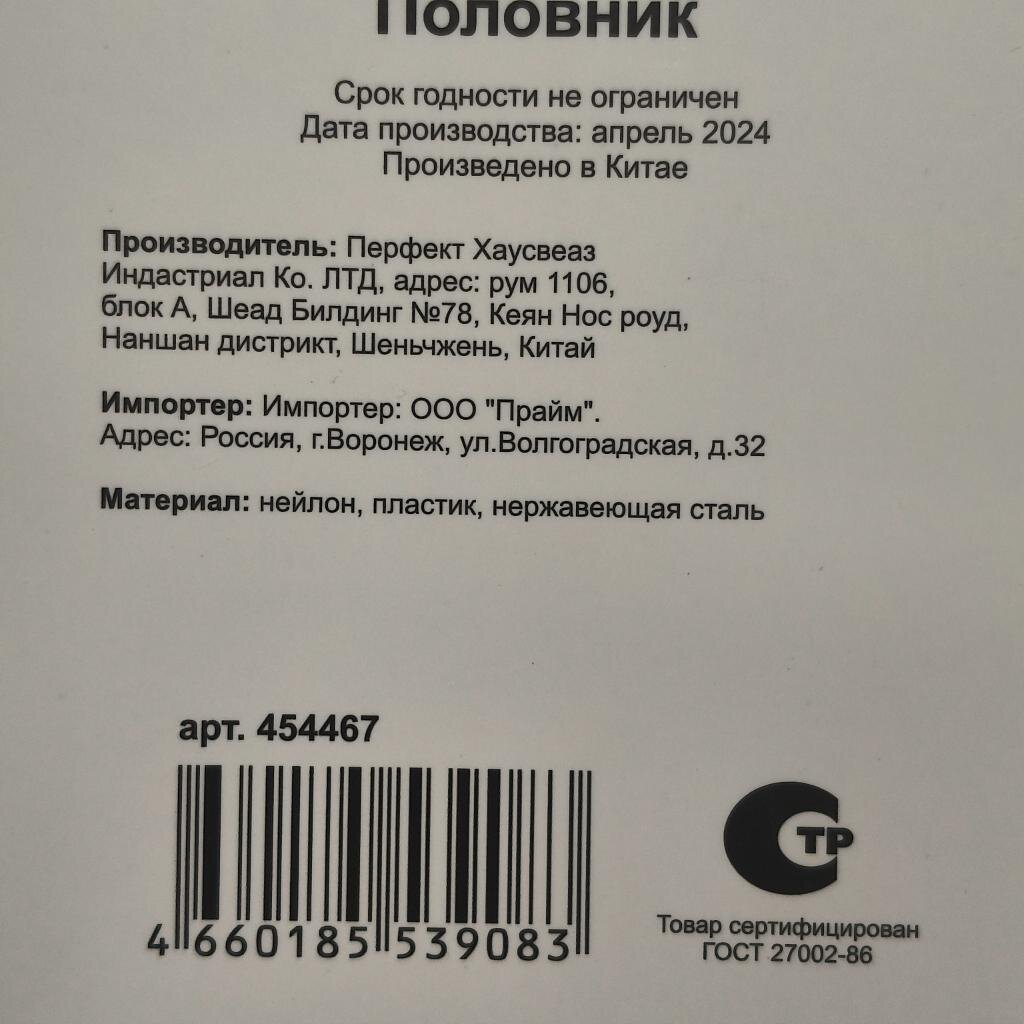 Половник
Срок годности не ограничен
Дата производства: апрель 2024
Произведено в Китае
Производитель: Перфект Хаусвеаз
Индастриал Ко. ЛТД, адрес: рум 1106,
блок А, Шеад Билдинг №78, Кеян Нос роуд,
Наншан дистрикт, Шеньчжень, Китай
Импортер: Импортер: ООО "Прайм".
Адрес: Россия, г.Воронеж, ул.Волгоградская, д.32
Материал: нейлон, пластик, нержавеющая сталь
арт. 454467
4 660185 539083
ТР
Товар сертифицирован
ГОСТ 27002-86